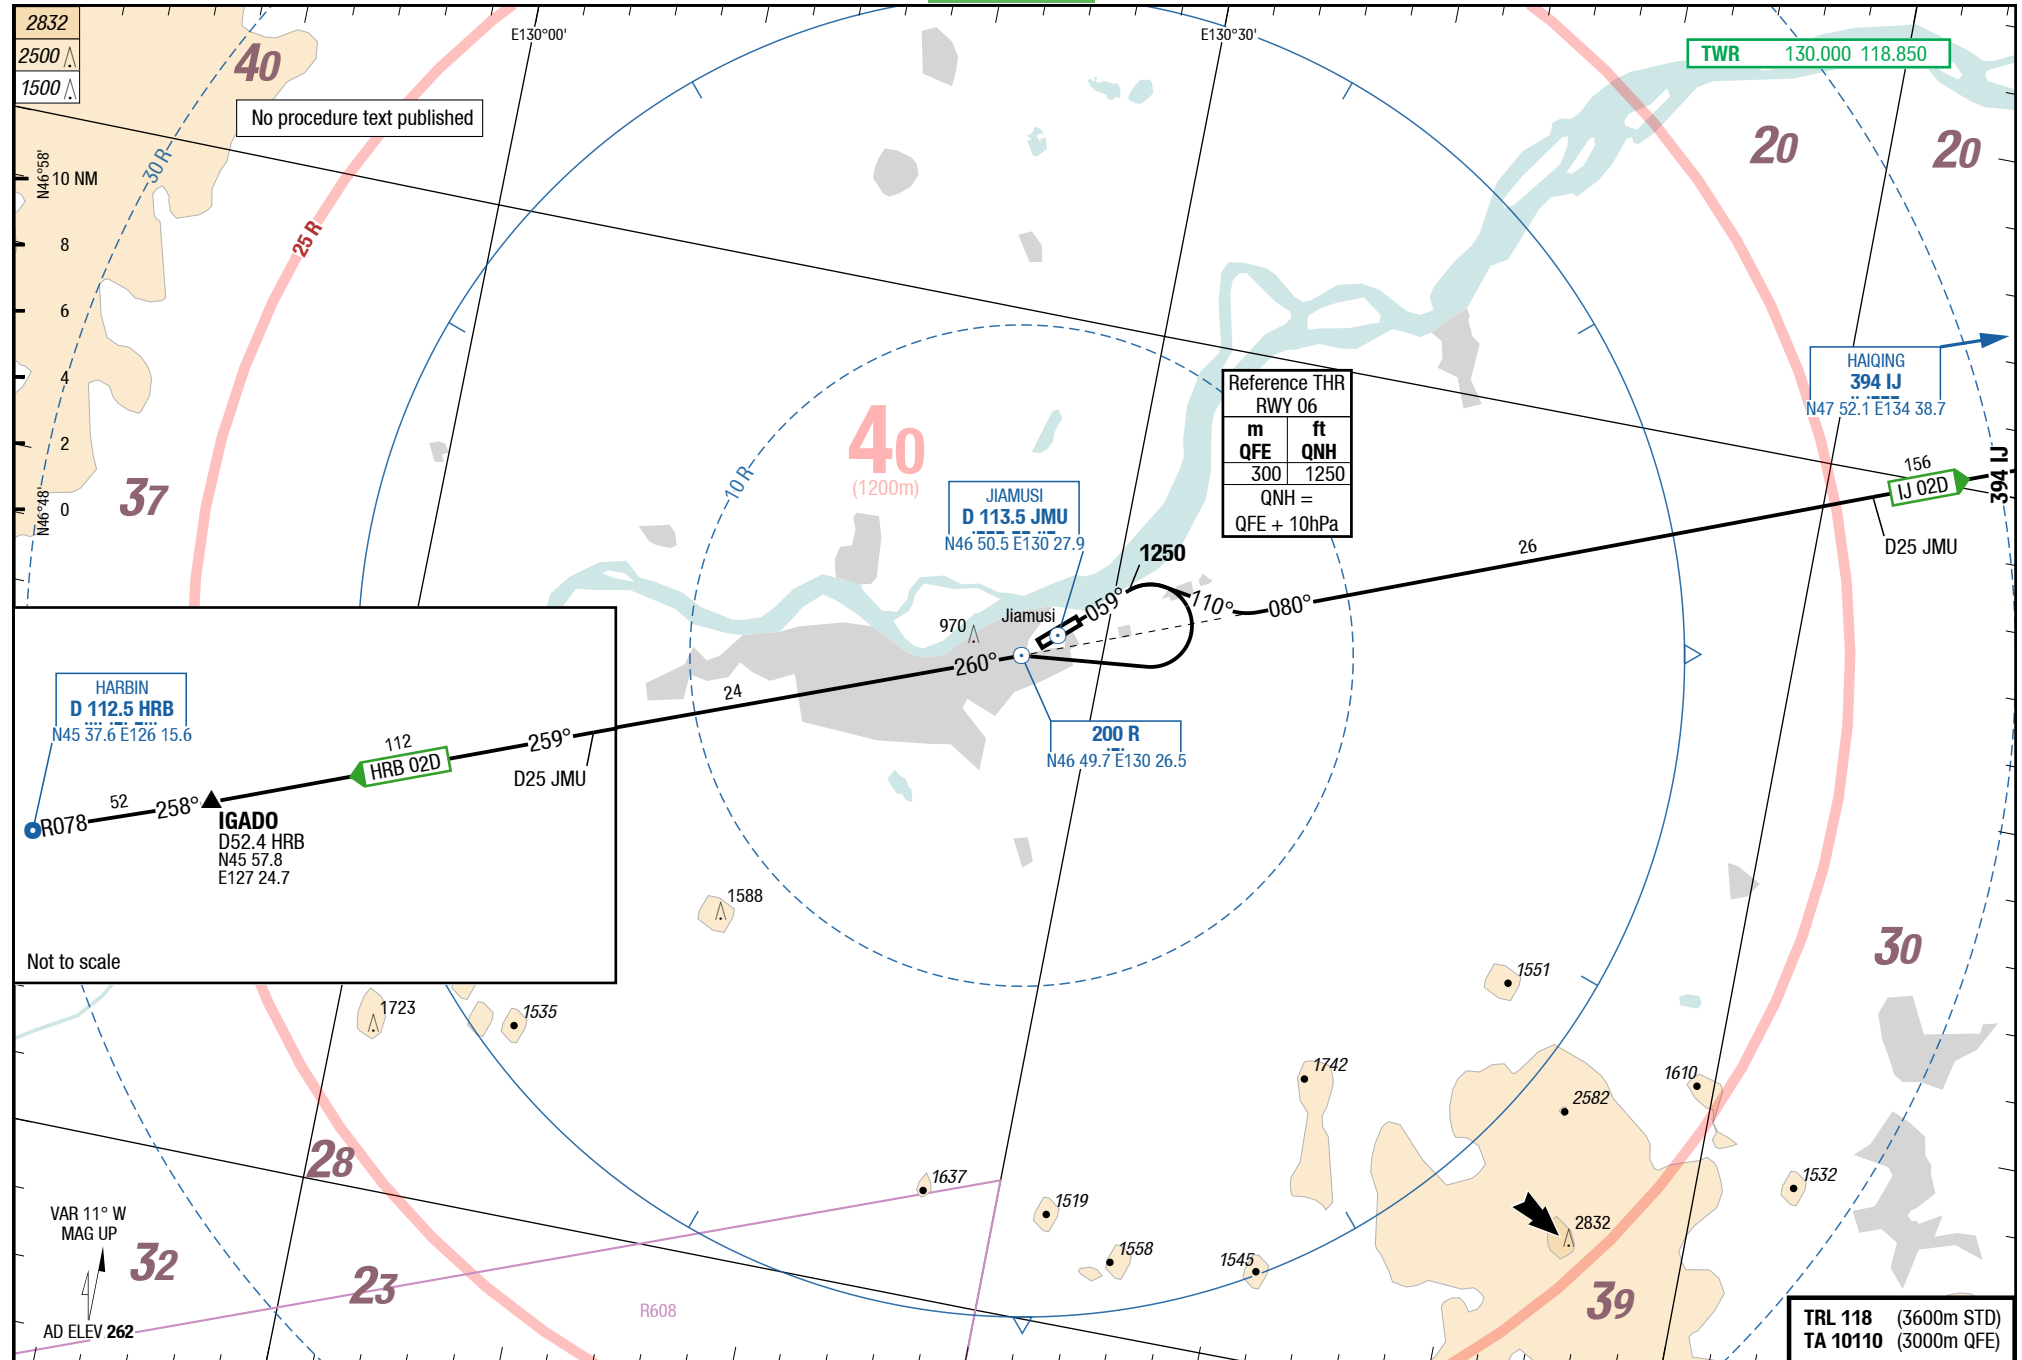 2832
2500
1500
40
E130°00'
E130°30'
TWR 130.000 118.850
No procedure text published
20
20
30 R
N46°58'
10 NM
25 R
8
6
4
2
0
N46°48'
37
HAIQING
394 IJ
N47 52.1 E134 38.7
Reference THR
RWY 06
m ft
QFE QNH
300 1250
QNH =
QFE + 10hPa
40
(1200m)
10 R
JIAMUSI
D 113.5 JMU
N46 50.5 E130 27.9
156
IJ 02D
394 IJ
D25 JMU
26
1250
059°
110°
080°
Jiamusi
970
260°
24
200 R
N46 49.7 E130 26.5
HARBIN
D 112.5 HRB
N45 37.6 E126 15.6
112
HRB 02D
259°
D25 JMU
52
258°
R078
IGADO
D52.4 HRB
N45 57.8
E127 24.7
Not to scale
1588
30
1551
1723
1535
1742
1610
2582
28
1637
1532
1519
2832
VAR 11° W
MAG UP
32
23
1558
1545
39
R608
AD ELEV 262
TRL 118 (3600m STD)
TA 10110 (3000m QFE)